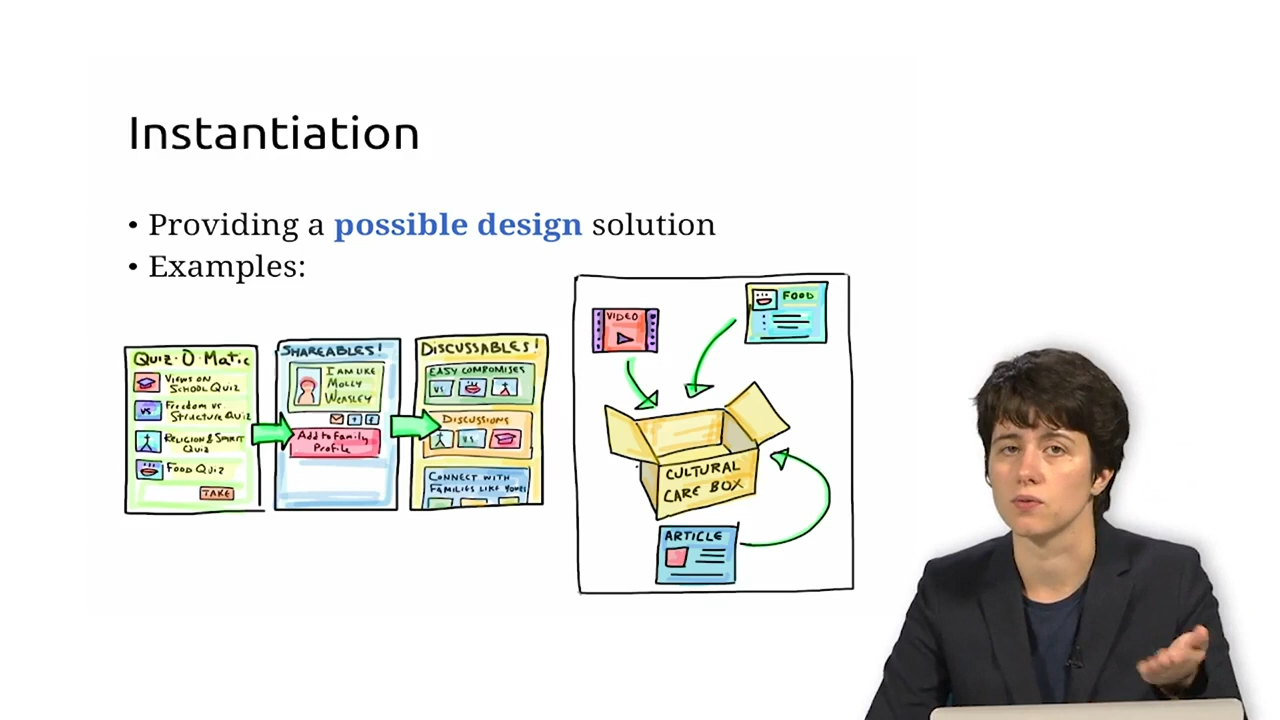 Instantiation
• Providing a possible design solution
• Examples:
QUIZ·O·MATIC
VIEWS ON
SCHOOL QUIZ
VS
FREEDOM VS
STRUCTURE QUIZ
RELIGION & SPIRIT
QUIZ
FOOD QUIZ
TAKE
SHAREABLES!
I AM LIKE
MOLLY
WEASLEY
Add to Family
Profile
DISCUSSABLES!
EASY COMPROMISES
VS
DISCUSSIONS
VS
CONNECT WITH
FAMILIES LIKE YOURS
VIDEO
FOOD
CULTURAL
CARE BOX
ARTICLE